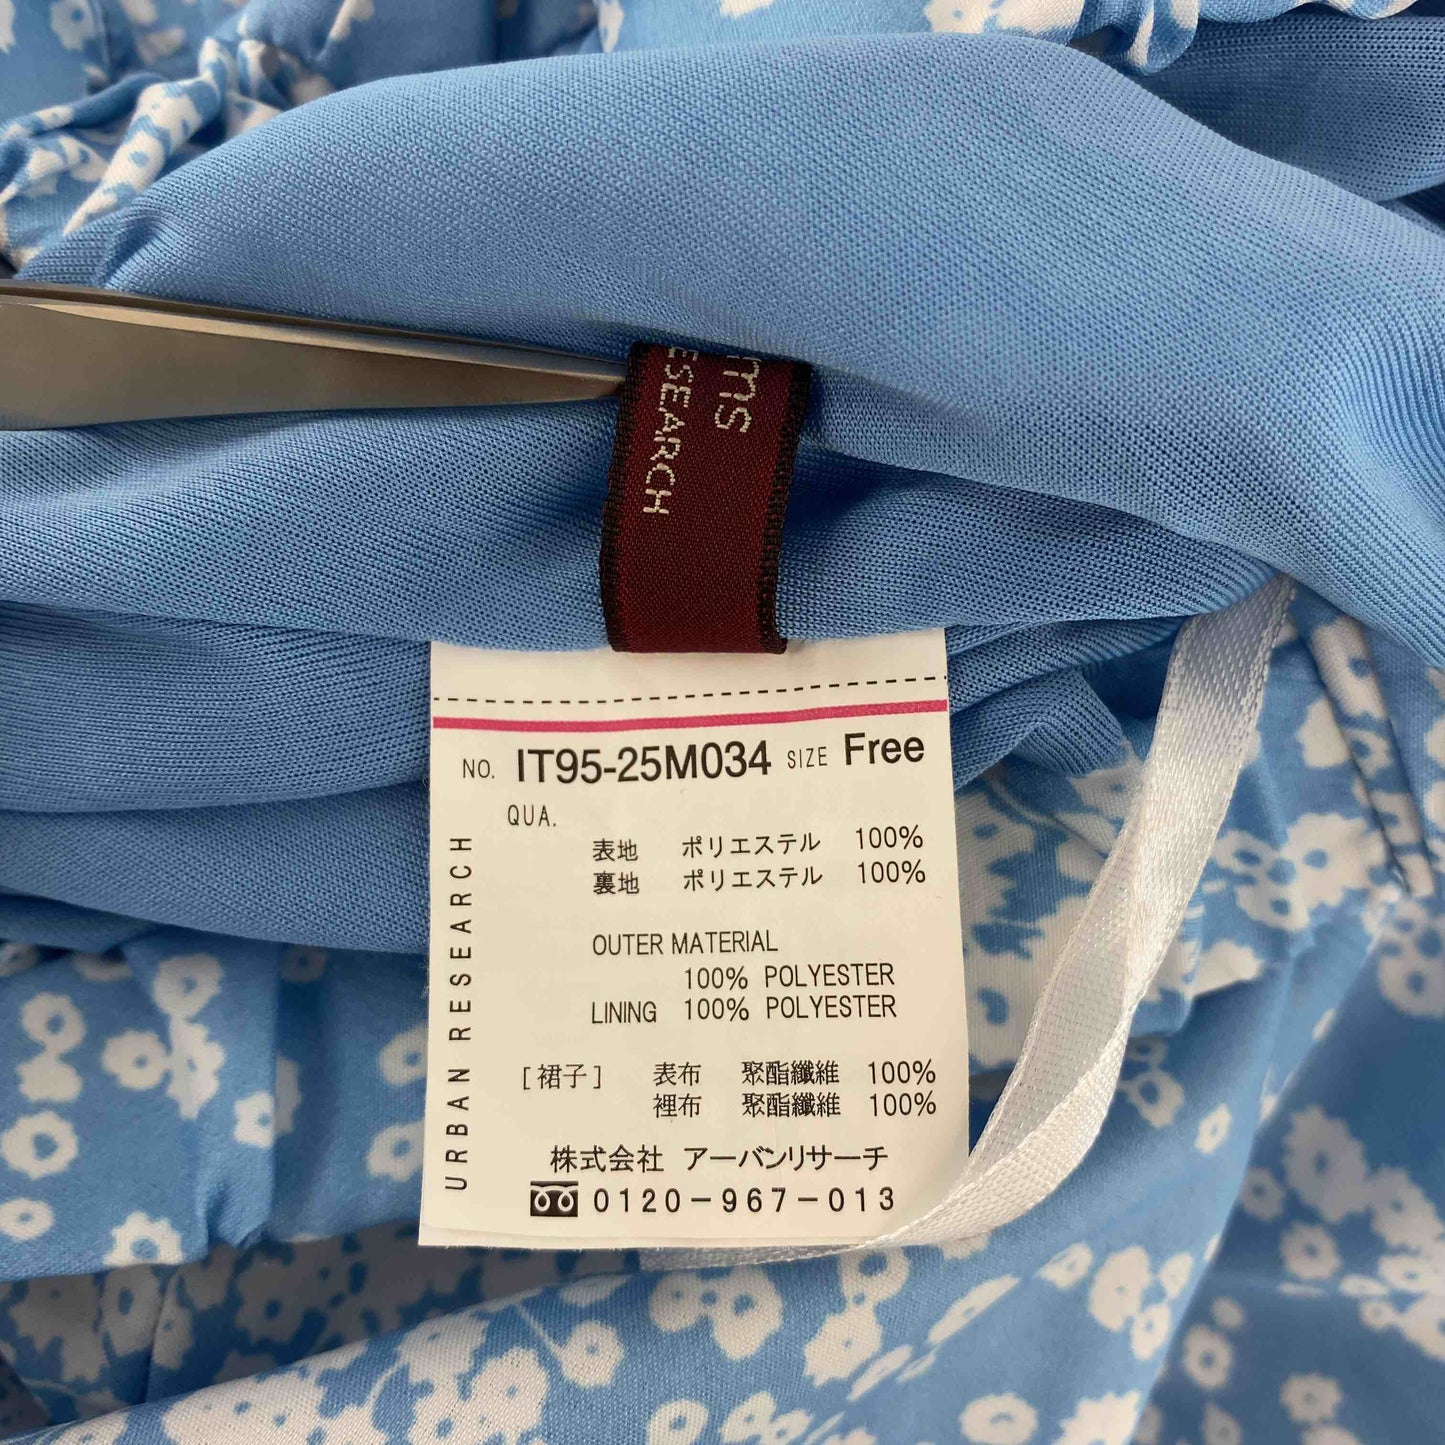 ms
ESEARCH
NO. IT95-25M034 SIZE Free
QUA.
表地 ポリエステル 100%
裏地 ポリエステル 100%
OUTER MATERIAL
100% POLYESTER
LINING 100% POLYESTER
[裙子] 表布 聚酯纖維 100%
裡布 聚酯纖維 100%
株式会社 アーバンリサーチ
0120-967-013
URBAN RESEARCH